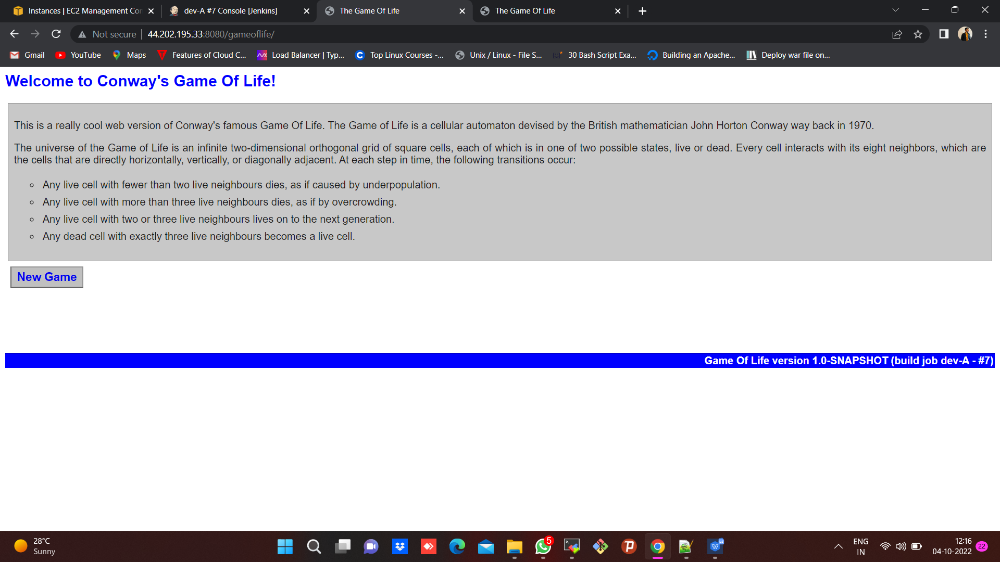 Instances | EC2 Management Con
dev-A #7 Console [Jenkins]
The Game Of Life
The Game Of Life
Not secure
44.202.195.33:8080/gameoflife/
Gmail
YouTube
Maps
Features of Cloud C...
Load Balancer | Typ...
Top Linux Courses -...
Unix / Linux - File S...
30 Bash Script Exa...
Building an Apache...
Deploy war file on...
Welcome to Conway's Game Of Life!
This is a really cool web version of Conway's famous Game Of Life. The Game of Life is a cellular automaton devised by the British mathematician John Horton Conway way back in 1970.
The universe of the Game of Life is an infinite two-dimensional orthogonal grid of square cells, each of which is in one of two possible states, live or dead. Every cell interacts with its eight neighbors, which are
the cells that are directly horizontally, vertically, or diagonally adjacent. At each step in time, the following transitions occur:
Any live cell with fewer than two live neighbours dies, as if caused by underpopulation.
Any live cell with more than three live neighbours dies, as if by overcrowding.
Any live cell with two or three live neighbours lives on to the next generation.
Any dead cell with exactly three live neighbours becomes a live cell.
New Game
Game Of Life version 1.0-SNAPSHOT (build job dev-A - #7)
28°C
Sunny
5
ENG
IN
12:16
04-10-2022
22